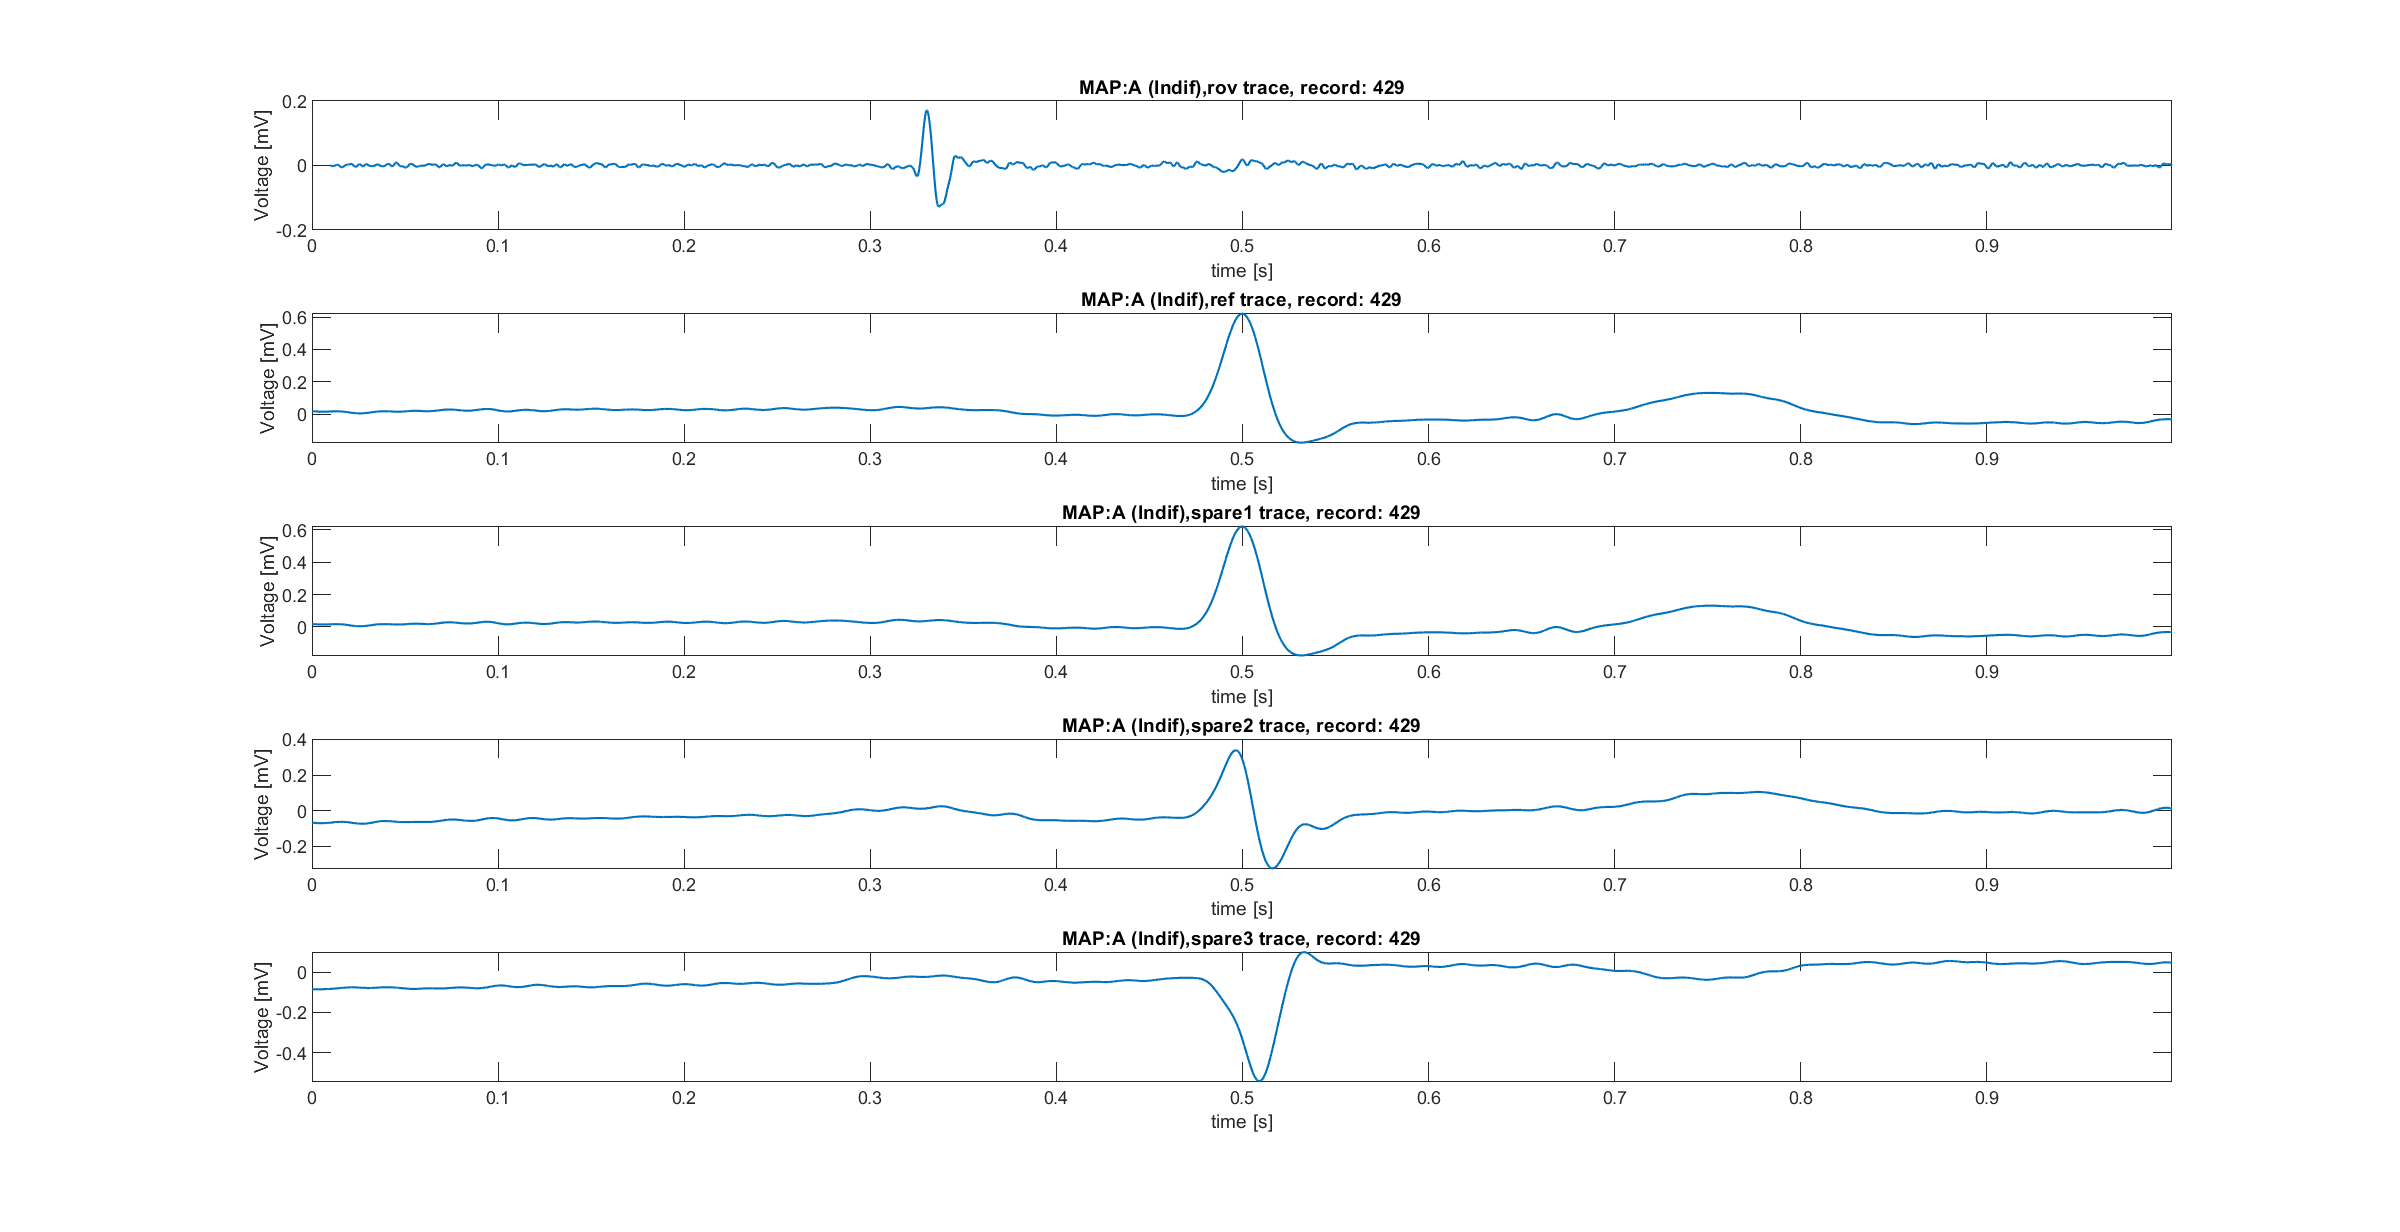 MAP:A (Indif),rov trace, record: 429
Voltage [mV]
0.2
0
-0.2
0 0.1 0.2 0.3 0.4 0.5 0.6 0.7 0.8 0.9
time [s]
MAP:A (Indif),ref trace, record: 429
Voltage [mV]
0.6
0.4
0.2
0
0 0.1 0.2 0.3 0.4 0.5 0.6 0.7 0.8 0.9
time [s]
MAP:A (Indif),spare1 trace, record: 429
Voltage [mV]
0.6
0.4
0.2
0
0 0.1 0.2 0.3 0.4 0.5 0.6 0.7 0.8 0.9
time [s]
MAP:A (Indif),spare2 trace, record: 429
Voltage [mV]
0.4
0.2
0
-0.2
0 0.1 0.2 0.3 0.4 0.5 0.6 0.7 0.8 0.9
time [s]
MAP:A (Indif),spare3 trace, record: 429
Voltage [mV]
0
-0.2
-0.4
0 0.1 0.2 0.3 0.4 0.5 0.6 0.7 0.8 0.9
time [s]